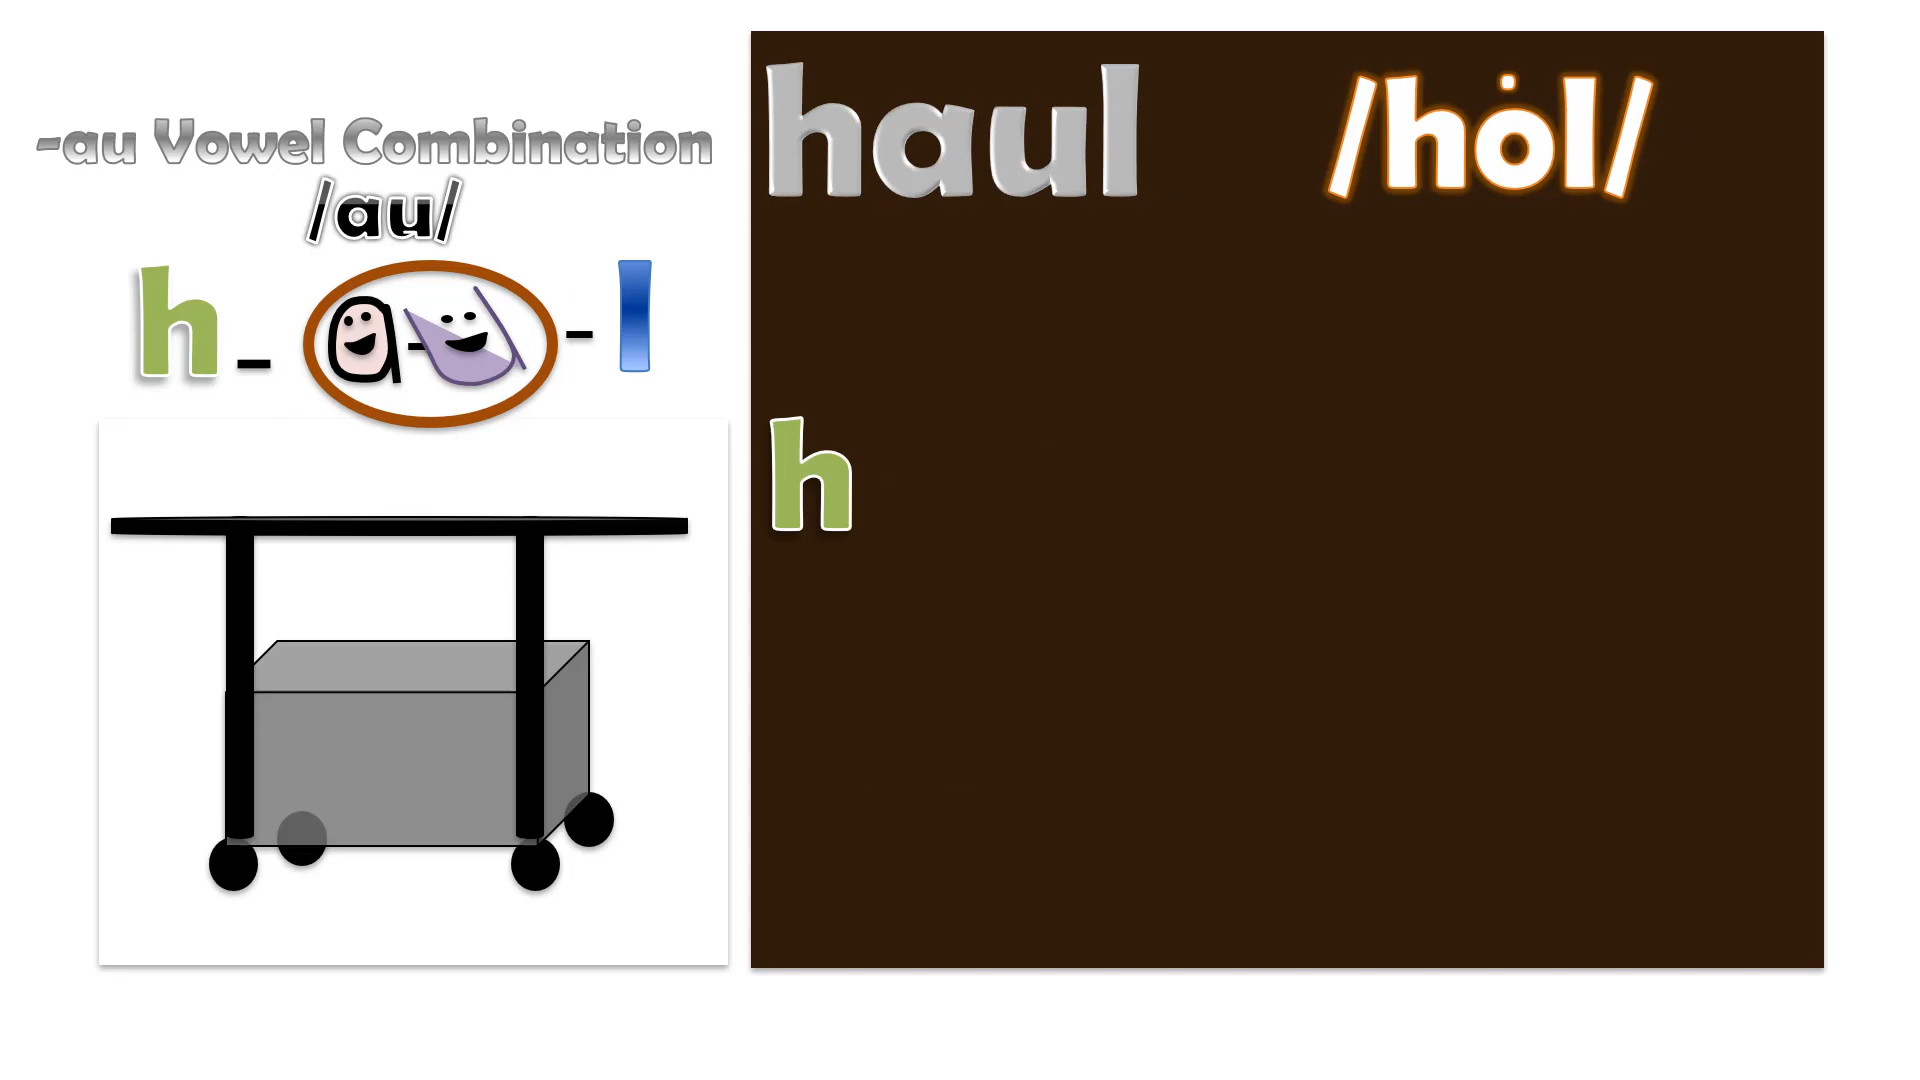 -au Vowel Combination
/au/
h - a - u - l
haul /hȯl/
h